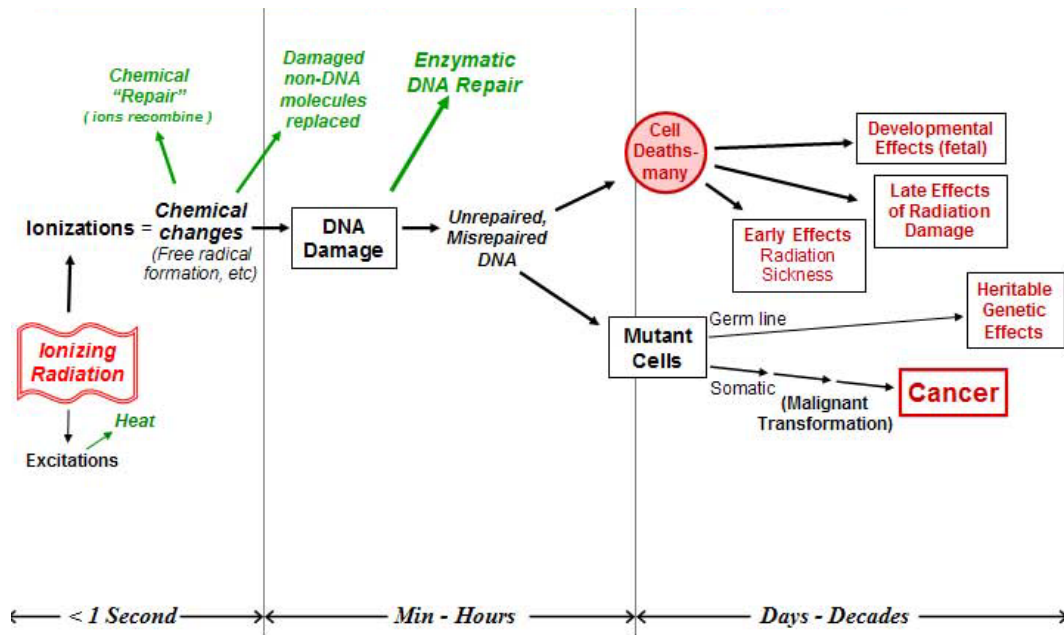 Chemical
“Repair”
( ions recombine )
Damaged
non-DNA
molecules
replaced
Enzymatic
DNA Repair
Ionizations =
Chemical
changes
(Free radical
formation, etc)
DNA
Damage
Unrepaired,
Misrepaired
DNA
Cell
Deaths-
many
Developmental
Effects (fetal)
Late Effects
of Radiation
Damage
Early Effects
Radiation
Sickness
Ionizing
Radiation
Heat
Excitations
Mutant
Cells
Germ line
Heritable
Genetic
Effects
Somatic
(Malignant
Transformation)
Cancer
< 1 Second
Min - Hours
Days - Decades